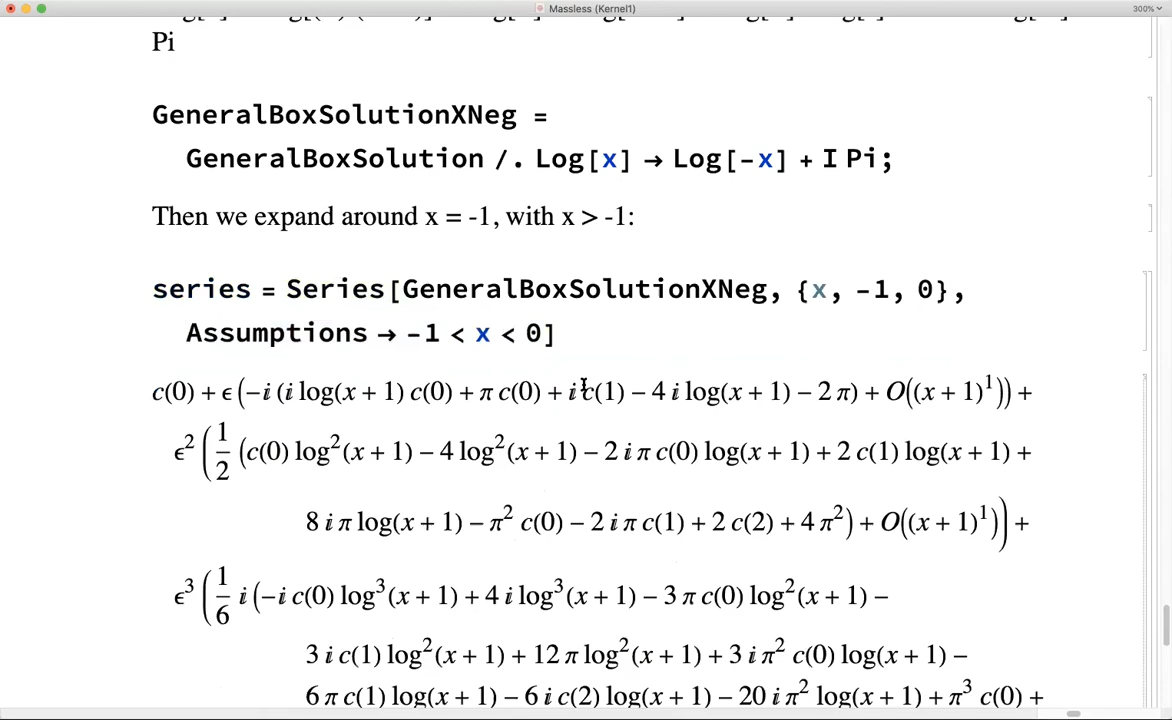 Massless (Kernel1)
300%
Pi
GeneralBoxSolutionXNeg =
GeneralBoxSolution /. Log[x] → Log[-x] + I Pi;
Then we expand around x = -1, with x > -1:
series = Series[GeneralBoxSolutionXNeg, {x, -1, 0},
Assumptions → -1 < x < 0]
c(0) + ϵ (-i (i log(x + 1) c(0) + π c(0) + i c(1) - 4 i log(x + 1) - 2 π) + O((x + 1)^1)) +
ϵ^2 (1/2 (c(0) log^2(x + 1) - 4 log^2(x + 1) - 2 i π c(0) log(x + 1) + 2 c(1) log(x + 1) +
8 i π log(x + 1) - π^2 c(0) - 2 i π c(1) + 2 c(2) + 4 π^2) + O((x + 1)^1)) +
ϵ^3 (1/6 i (-i c(0) log^3(x + 1) + 4 i log^3(x + 1) - 3 π c(0) log^2(x + 1) -
3 i c(1) log^2(x + 1) + 12 π log^2(x + 1) + 3 i π^2 c(0) log(x + 1) -
6 π c(1) log(x + 1) - 6 i c(2) log(x + 1) - 20 i π^2 log(x + 1) + π^3 c(0) +